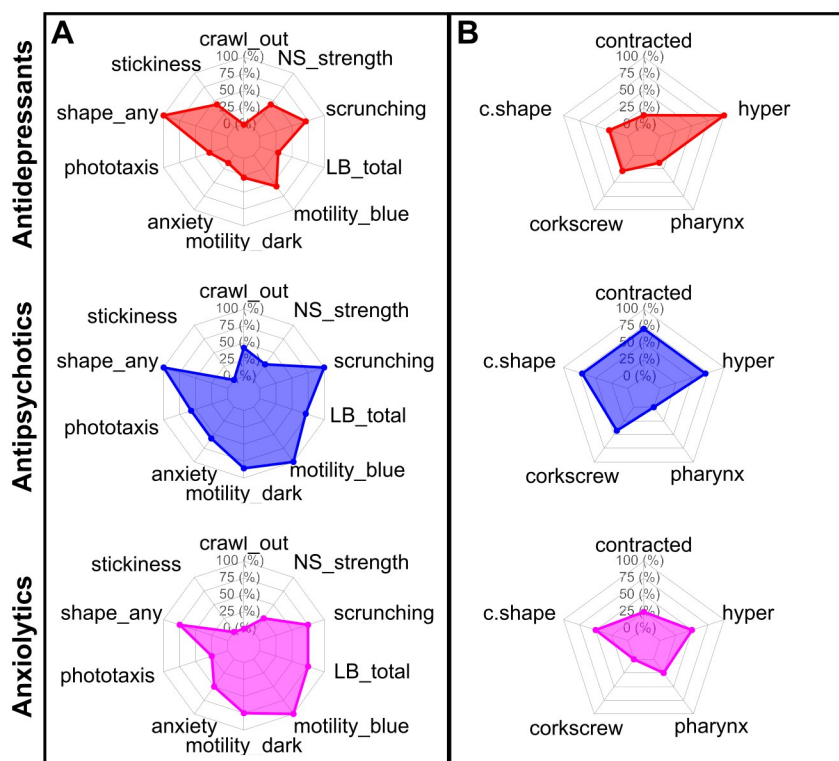 A
B
Antidepressants
crawl_out
100 (%)
75 (%)
50 (%)
25 (%)
0 (%)
NS_strength
scrunching
LB_total
motility_blue
motility_dark
anxiety
phototaxis
shape_any
stickiness
contracted
100 (%)
75 (%)
50 (%)
25 (%)
0 (%)
hyper
pharynx
corkscrew
c.shape
Antipsychotics
crawl_out
100 (%)
75 (%)
50 (%)
25 (%)
0 (%)
NS_strength
scrunching
LB_total
motility_blue
motility_dark
anxiety
phototaxis
shape_any
stickiness
contracted
100 (%)
75 (%)
50 (%)
25 (%)
0 (%)
hyper
pharynx
corkscrew
c.shape
Anxiolytics
crawl_out
100 (%)
75 (%)
50 (%)
25 (%)
0 (%)
NS_strength
scrunching
LB_total
motility_blue
motility_dark
anxiety
phototaxis
shape_any
stickiness
contracted
100 (%)
75 (%)
50 (%)
25 (%)
0 (%)
hyper
pharynx
corkscrew
c.shape